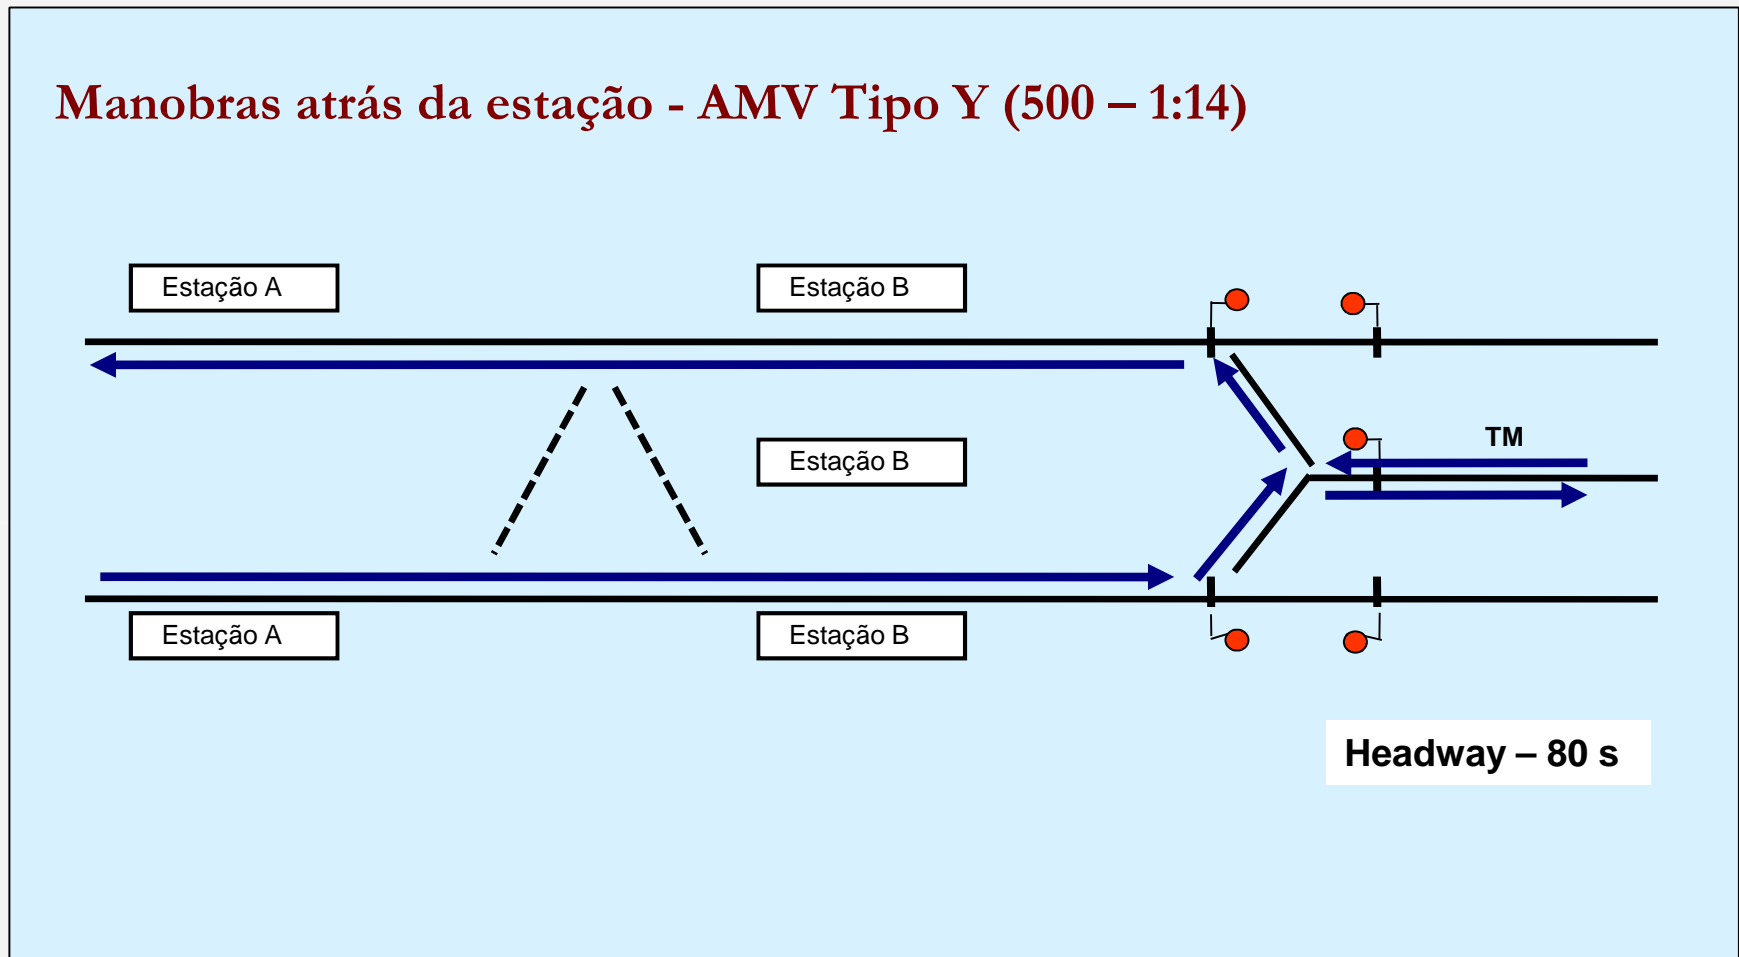 Manobras atrás da estação - AMV Tipo Y (500 – 1:14)
Estação A
Estação B
Estação B
TM
Estação A
Estação B
Headway – 80 s